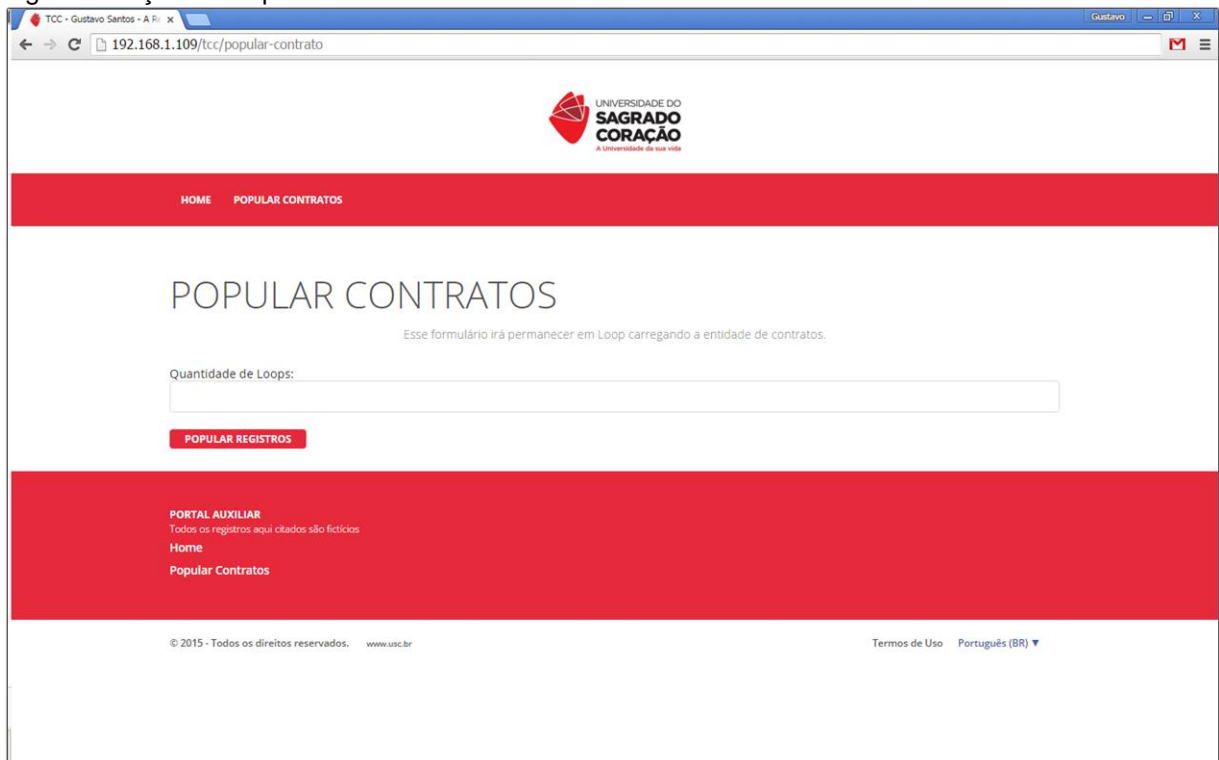 TCC - Gustavo Santos - A R
Gustavo
192.168.1.109/tcc/popular-contrato
UNIVERSIDADE DO
SAGRADO
CORAÇÃO
A Universidade da sua vida
HOME POPULAR CONTRATOS
POPULAR CONTRATOS
Esse formulário irá permanecer em Loop carregando a entidade de contratos.
Quantidade de Loops:
POPULAR REGISTROS
PORTAL AUXILIAR
Todos os registros aqui citados são fictícios
Home
Popular Contratos
© 2015 - Todos os direitos reservados. www.usc.br Termos de Uso Português (BR) ▼